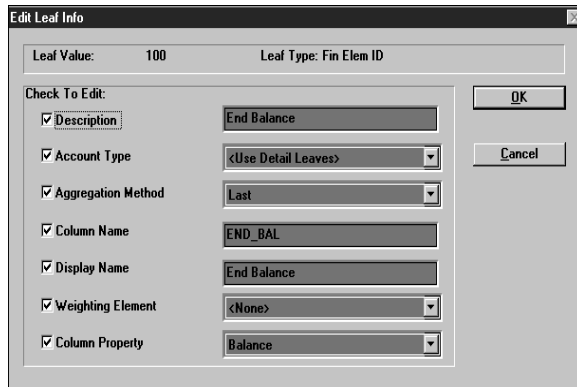 Edit Leaf Info
Leaf Value: 100 Leaf Type: Fin Elem ID
Check To Edit:
Description End Balance
Account Type <Use Detail Leaves>
Aggregation Method Last
Column Name END_BAL
Display Name End Balance
Weighting Element <None>
Column Property Balance
OK
Cancel